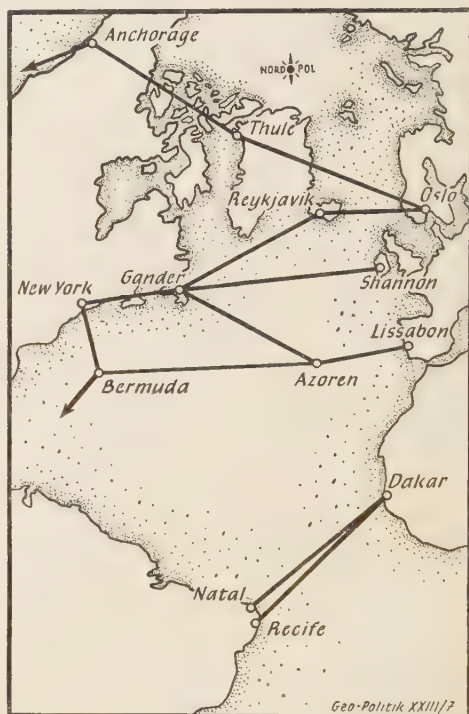 Anchorage
NORD POL
Thule
Reykjavik
Oslo
New York
Gander
Shannon
Lissabon
Bermuda
Azoren
Dakar
Natal
Recife
Geo-Politik XXIII/7